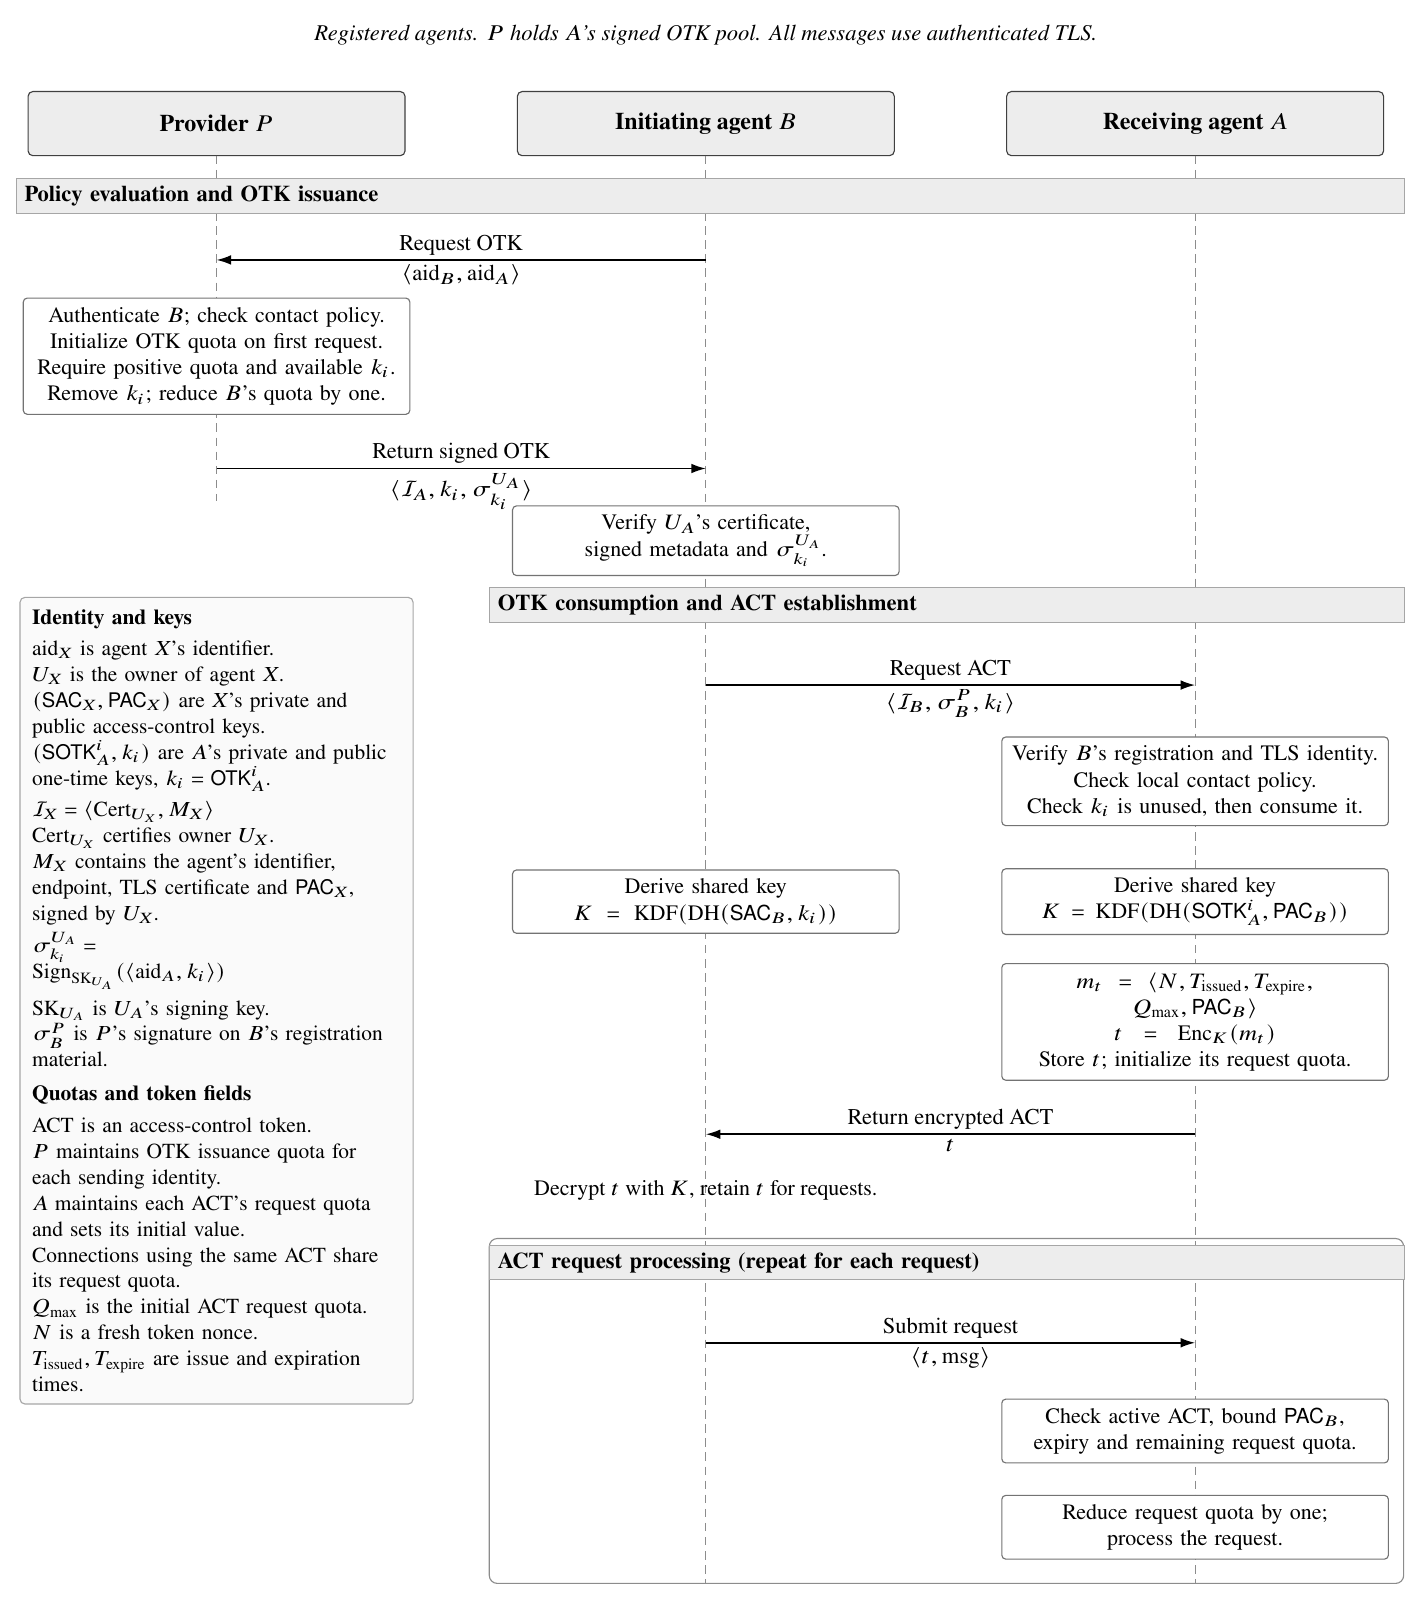 Registered agents. P holds A's signed OTK pool. All messages use authenticated TLS.
Provider P
Initiating agent B
Receiving agent A
Policy evaluation and OTK issuance
Request OTK
⟨aid_B, aid_A⟩
Authenticate B; check contact policy.
Initialize OTK quota on first request.
Require positive quota and available k_i.
Remove k_i; reduce B's quota by one.
Return signed OTK
⟨I_A, k_i, σ_{k_i}^{U_A}⟩
Verify U_A's certificate,
signed metadata and σ_{k_i}^{U_A}.
OTK consumption and ACT establishment
Request ACT
⟨I_B, σ_B^P, k_i⟩
Verify B's registration and TLS identity.
Check local contact policy.
Check k_i is unused, then consume it.
Derive shared key
K = KDF(DH(SAC_B, k_i))
Derive shared key
K = KDF(DH(SOTK_A^i, PAC_B))
m_t = ⟨N, T_issued, T_expire,
Q_max, PAC_B⟩
t = Enc_K(m_t)
Store t; initialize its request quota.
Return encrypted ACT
t
Decrypt t with K, retain t for requests.
ACT request processing (repeat for each request)
Submit request
⟨t, msg⟩
Check active ACT, bound PAC_B,
expiry and remaining request quota.
Reduce request quota by one;
process the request.
Identity and keys
aid_X is agent X's identifier.
U_X is the owner of agent X.
(SAC_X, PAC_X) are X's private and
public access-control keys.
(SOTK_A^i, k_i) are A's private and public
one-time keys, k_i = OTK_A^i.
I_X = ⟨Cert_{U_X}, M_X⟩
Cert_{U_X} certifies owner U_X.
M_X contains the agent's identifier,
endpoint, TLS certificate and PAC_X,
signed by U_X.
σ_{k_i}^{U_A} =
Sign_{SK_{U_A}}(⟨aid_A, k_i⟩)
SK_{U_A} is U_A's signing key.
σ_B^P is P's signature on B's registration
material.
Quotas and token fields
ACT is an access-control token.
P maintains OTK issuance quota for
each sending identity.
A maintains each ACT's request quota
and sets its initial value.
Connections using the same ACT share
its request quota.
Q_max is the initial ACT request quota.
N is a fresh token nonce.
T_issued, T_expire are issue and expiration
times.